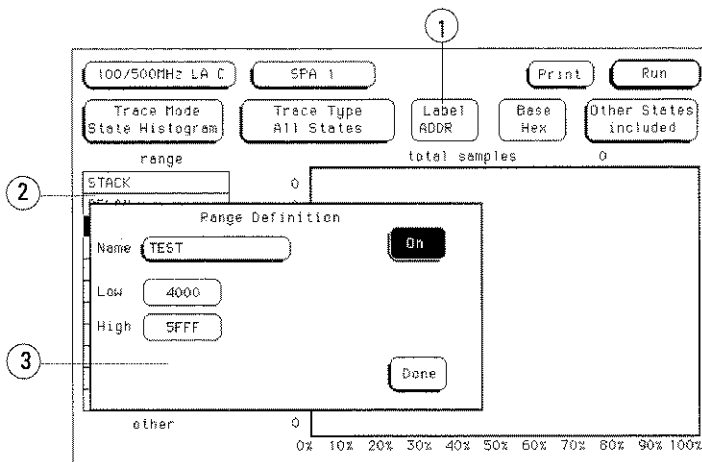 1
100/500MHz LA C
SPA 1
Print
Run
Trace Mode
State Histogram
Trace Type
All States
Label
ADDR
Base
Hex
Other States
included
range
total samples
0
2
STACK
0
Range Definition
Name
TEST
On
Low
4000
High
5FFF
3
Done
other
0
0% 10% 20% 30% 40% 50% 60% 70% 80% 90% 100%